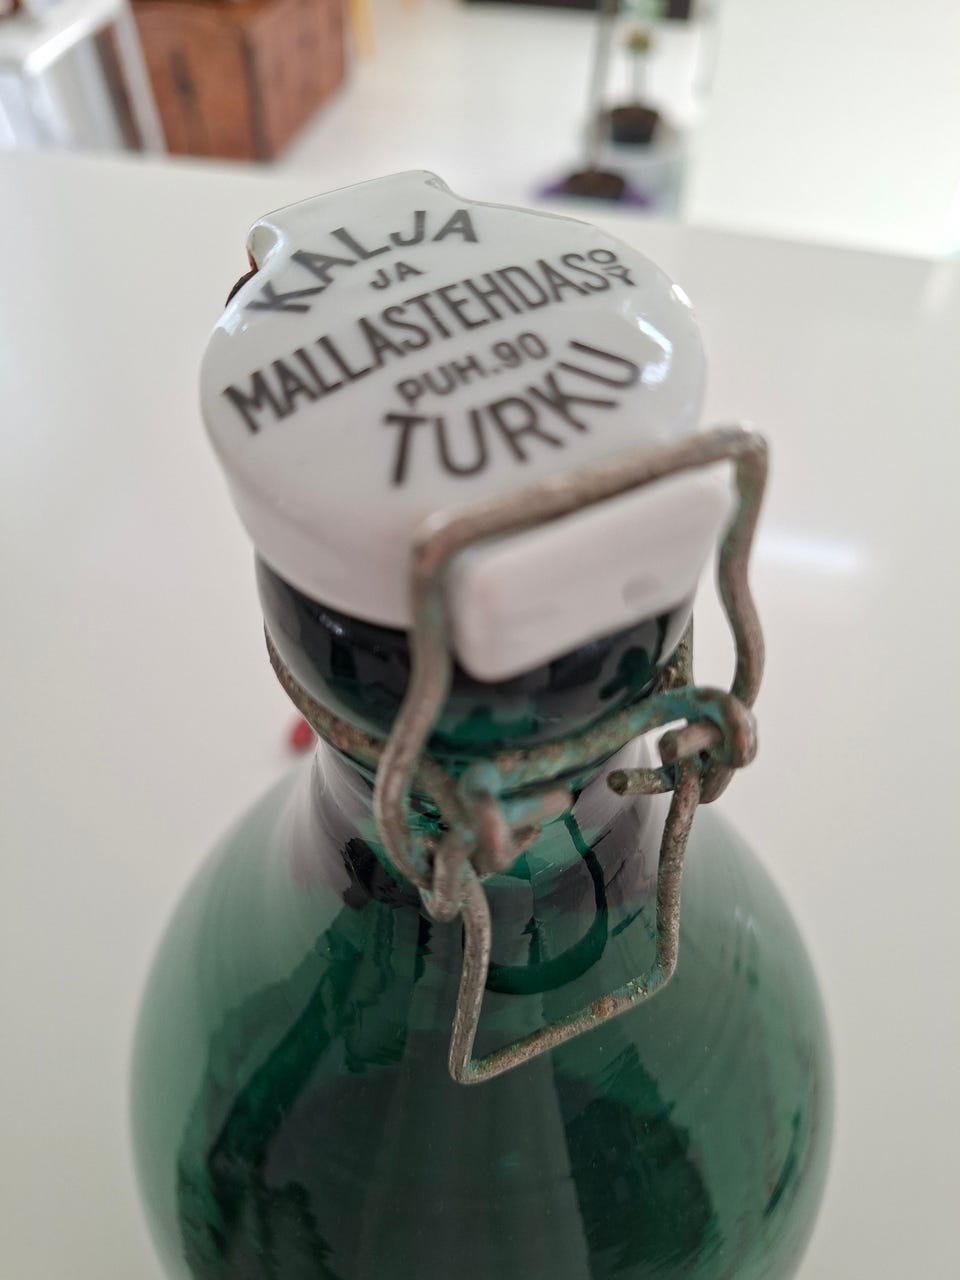 KALJA
JA
MALLASTEHDAS OY
PUH.90
TURKU